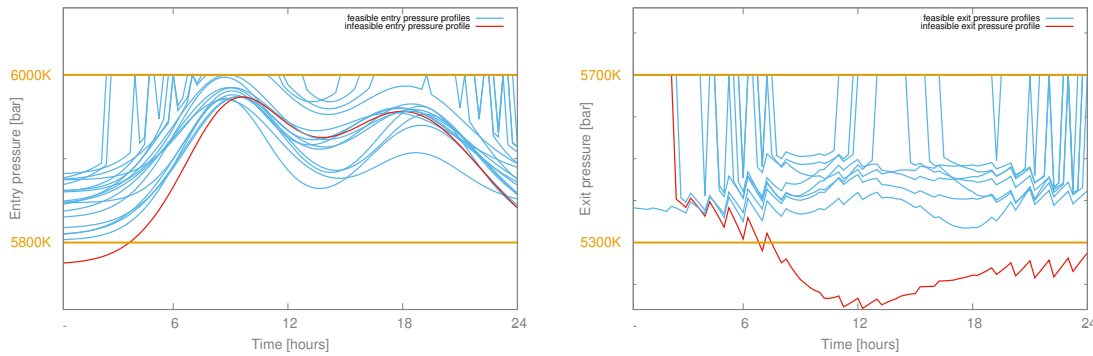 feasible entry pressure profiles
infeasible entry pressure profile
6000K
5800K
Entry pressure [bar]
-
6
12
18
24
Time [hours]
feasible exit pressure profiles
infeasible exit pressure profile
5700K
5300K
Exit pressure [bar]
-
6
12
18
24
Time [hours]